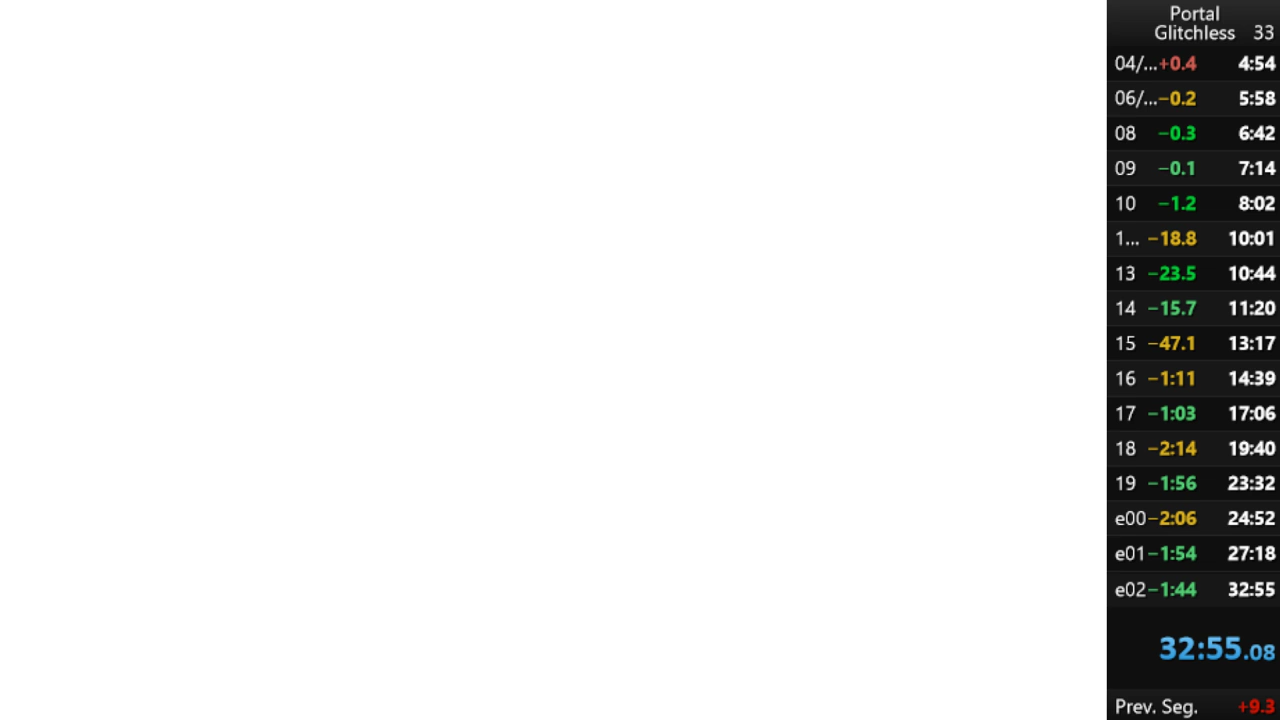 Portal
Glitchless 33
04/... +0.4 4:54
06/... −0.2 5:58
08 −0.3 6:42
09 −0.1 7:14
10 −1.2 8:02
1... −18.8 10:01
13 −23.5 10:44
14 −15.7 11:20
15 −47.1 13:17
16 −1:11 14:39
17 −1:03 17:06
18 −2:14 19:40
19 −1:56 23:32
e00 −2:06 24:52
e01 −1:54 27:18
e02 −1:44 32:55
32:55.08
Prev. Seg. +9.3